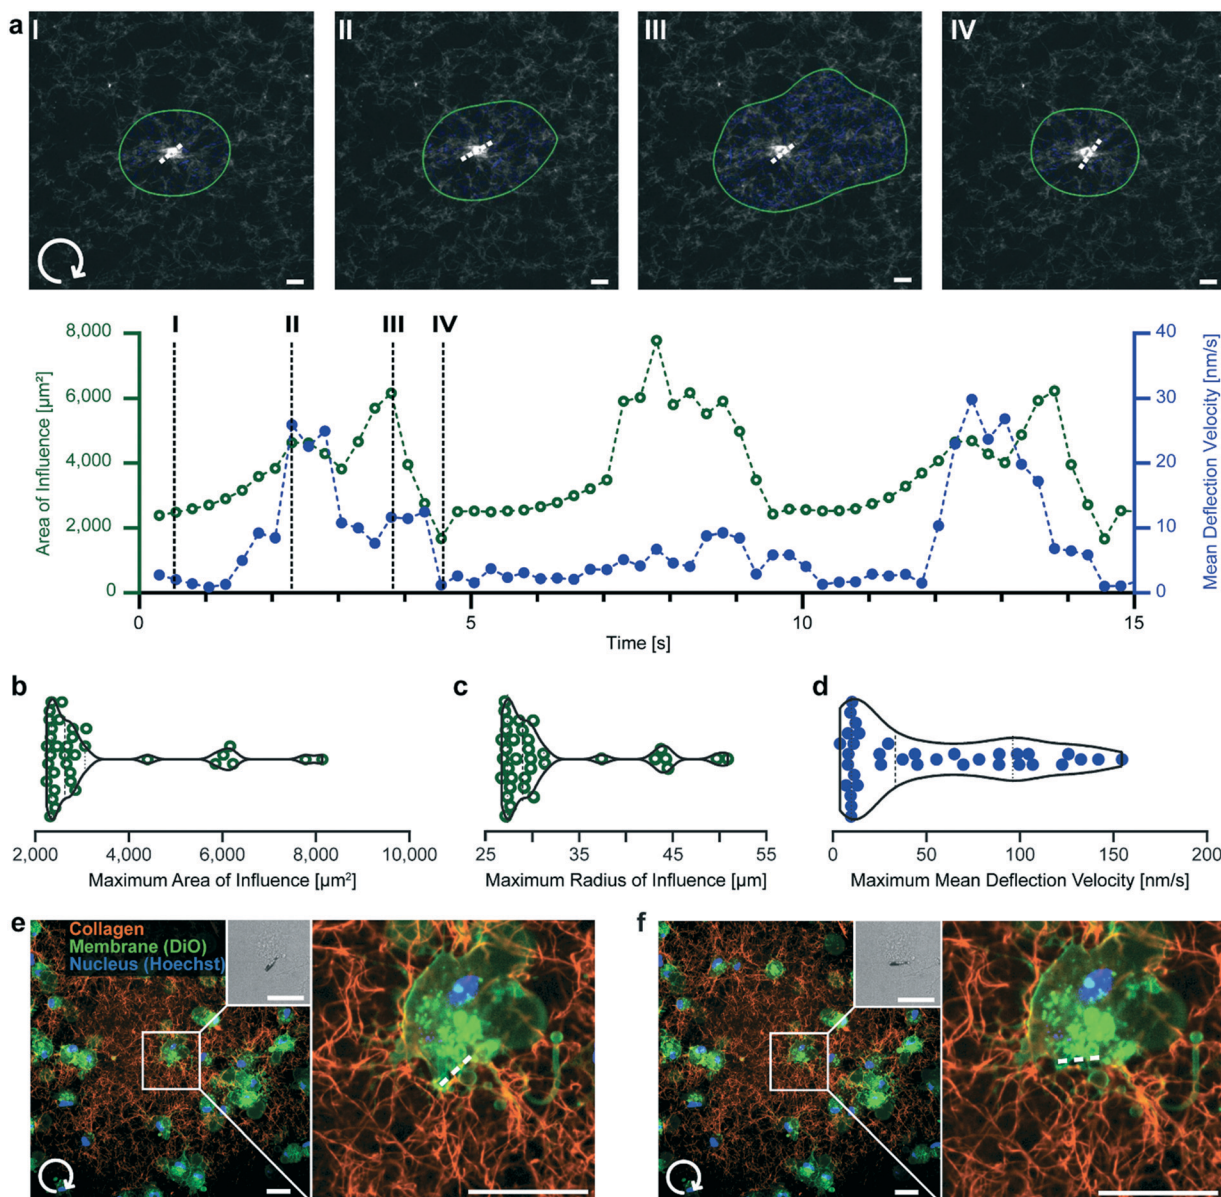 a
I
II
III
IV
I
II
III
IV
8,000
6,000
4,000
2,000
0
Area of Influence [µm²]
40
30
20
10
0
Mean Deflection Velocity [nm/s]
0
5
10
15
Time [s]
b
2,000
4,000
6,000
8,000
10,000
Maximum Area of Influence [µm²]
c
25
35
45
55
Maximum Radius of Influence [µm]
d
0
50
100
150
200
Maximum Mean Deflection Velocity [nm/s]
e
Collagen
Membrane (DiO)
Nucleus (Hoechst)
f